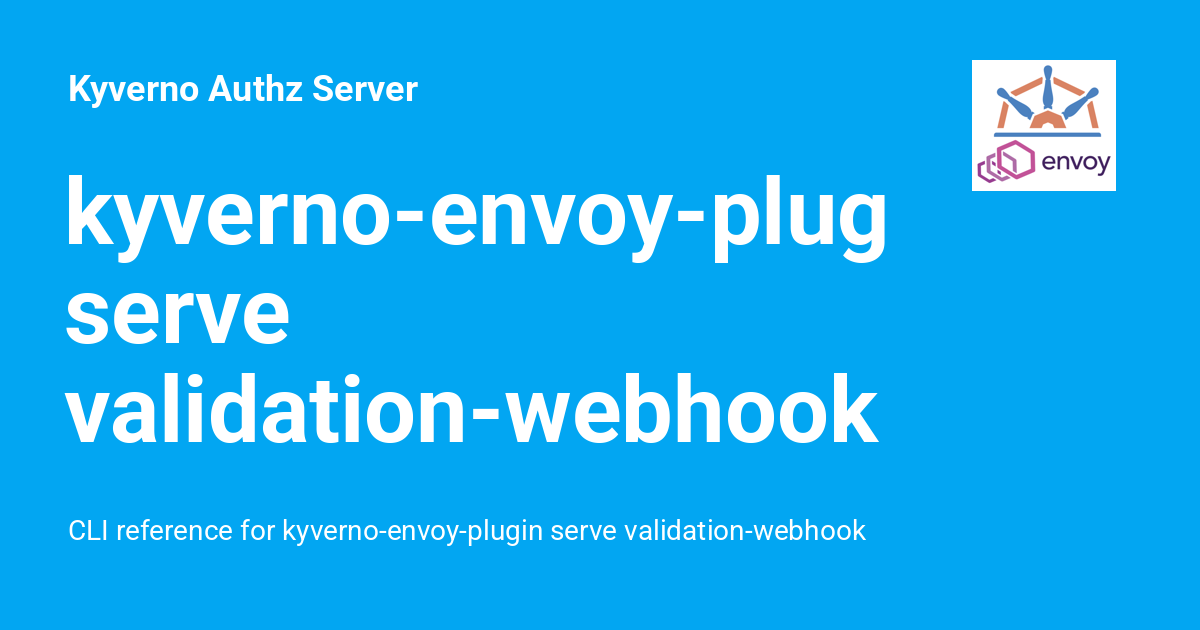 Kyverno Authz Server
envoy
kyverno-envoy-plug
serve
validation-webhook
CLI reference for kyverno-envoy-plugin serve validation-webhook